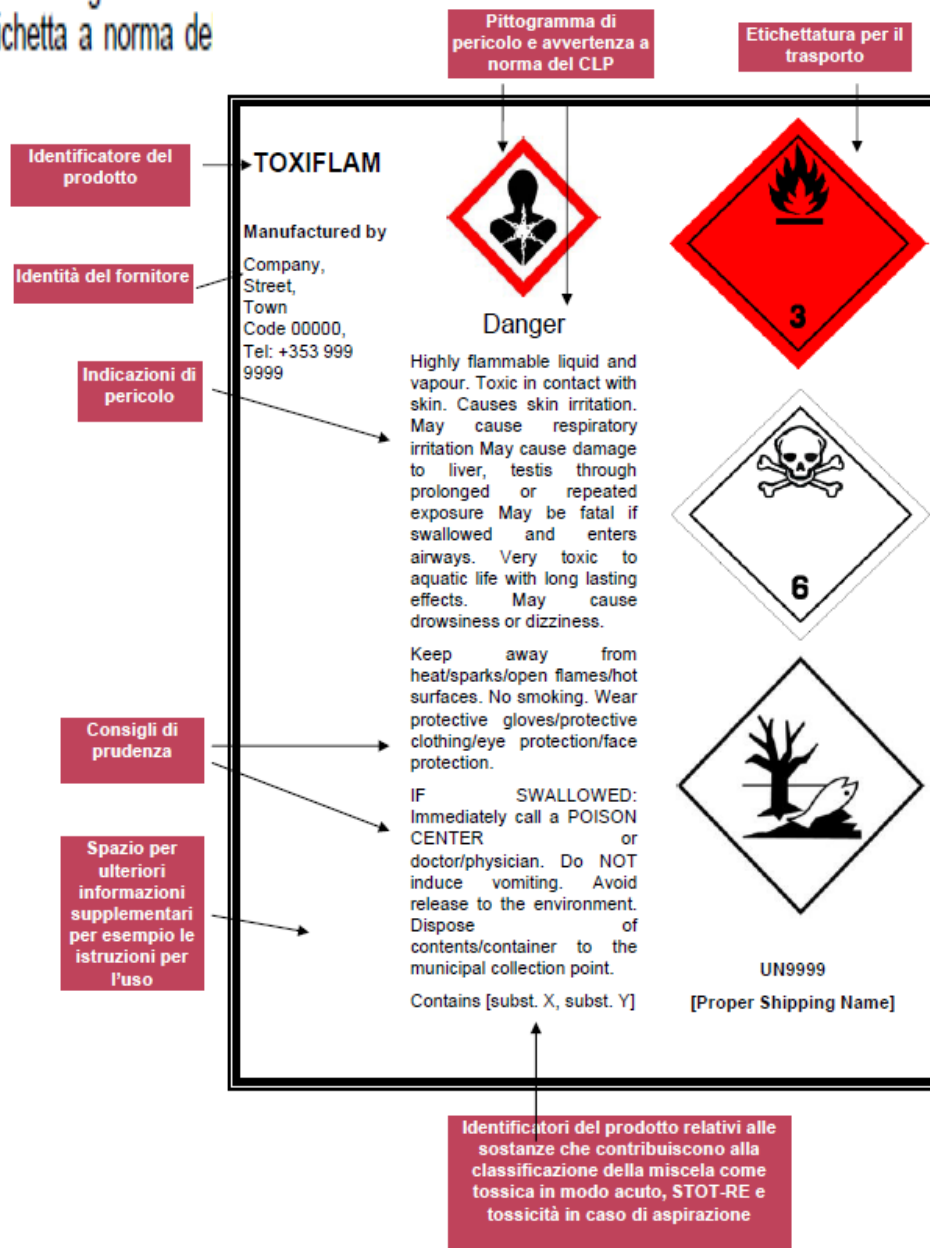 ichetta a norma de
Pittogramma di
pericolo e avvertenza a
norma del CLP
Etichettatura per il
trasporto
Identificatore del
prodotto
TOXIFLAM
Manufactured by
Identità del fornitore
Company,
Street,
Town
Code 00000,
Tel: +353 999
9999
Danger
3
Indicazioni di
pericolo
Highly flammable liquid and
vapour. Toxic in contact with
skin. Causes skin irritation.
May cause respiratory
irritation May cause damage
to liver, testis through
prolonged or repeated
exposure May be fatal if
swallowed and enters
airways. Very toxic to
aquatic life with long lasting
effects. May cause
drowsiness or dizziness.
6
Consigli di
prudenza
Keep away from
heat/sparks/open flames/hot
surfaces. No smoking. Wear
protective gloves/protective
clothing/eye protection/face
protection.
IF SWALLOWED:
Immediately call a POISON
CENTER or
doctor/physician. Do NOT
induce vomiting. Avoid
release to the environment.
Dispose of
contents/container to the
municipal collection point.
Contains [subst. X, subst. Y]
Spazio per
ulteriori
informazioni
supplementari
per esempio le
istruzioni per
l'uso
UN9999
[Proper Shipping Name]
Identificatori del prodotto relativi alle
sostanze che contribuiscono alla
classificazione della miscela come
tossica in modo acuto, STOT-RE e
tossicità in caso di aspirazione